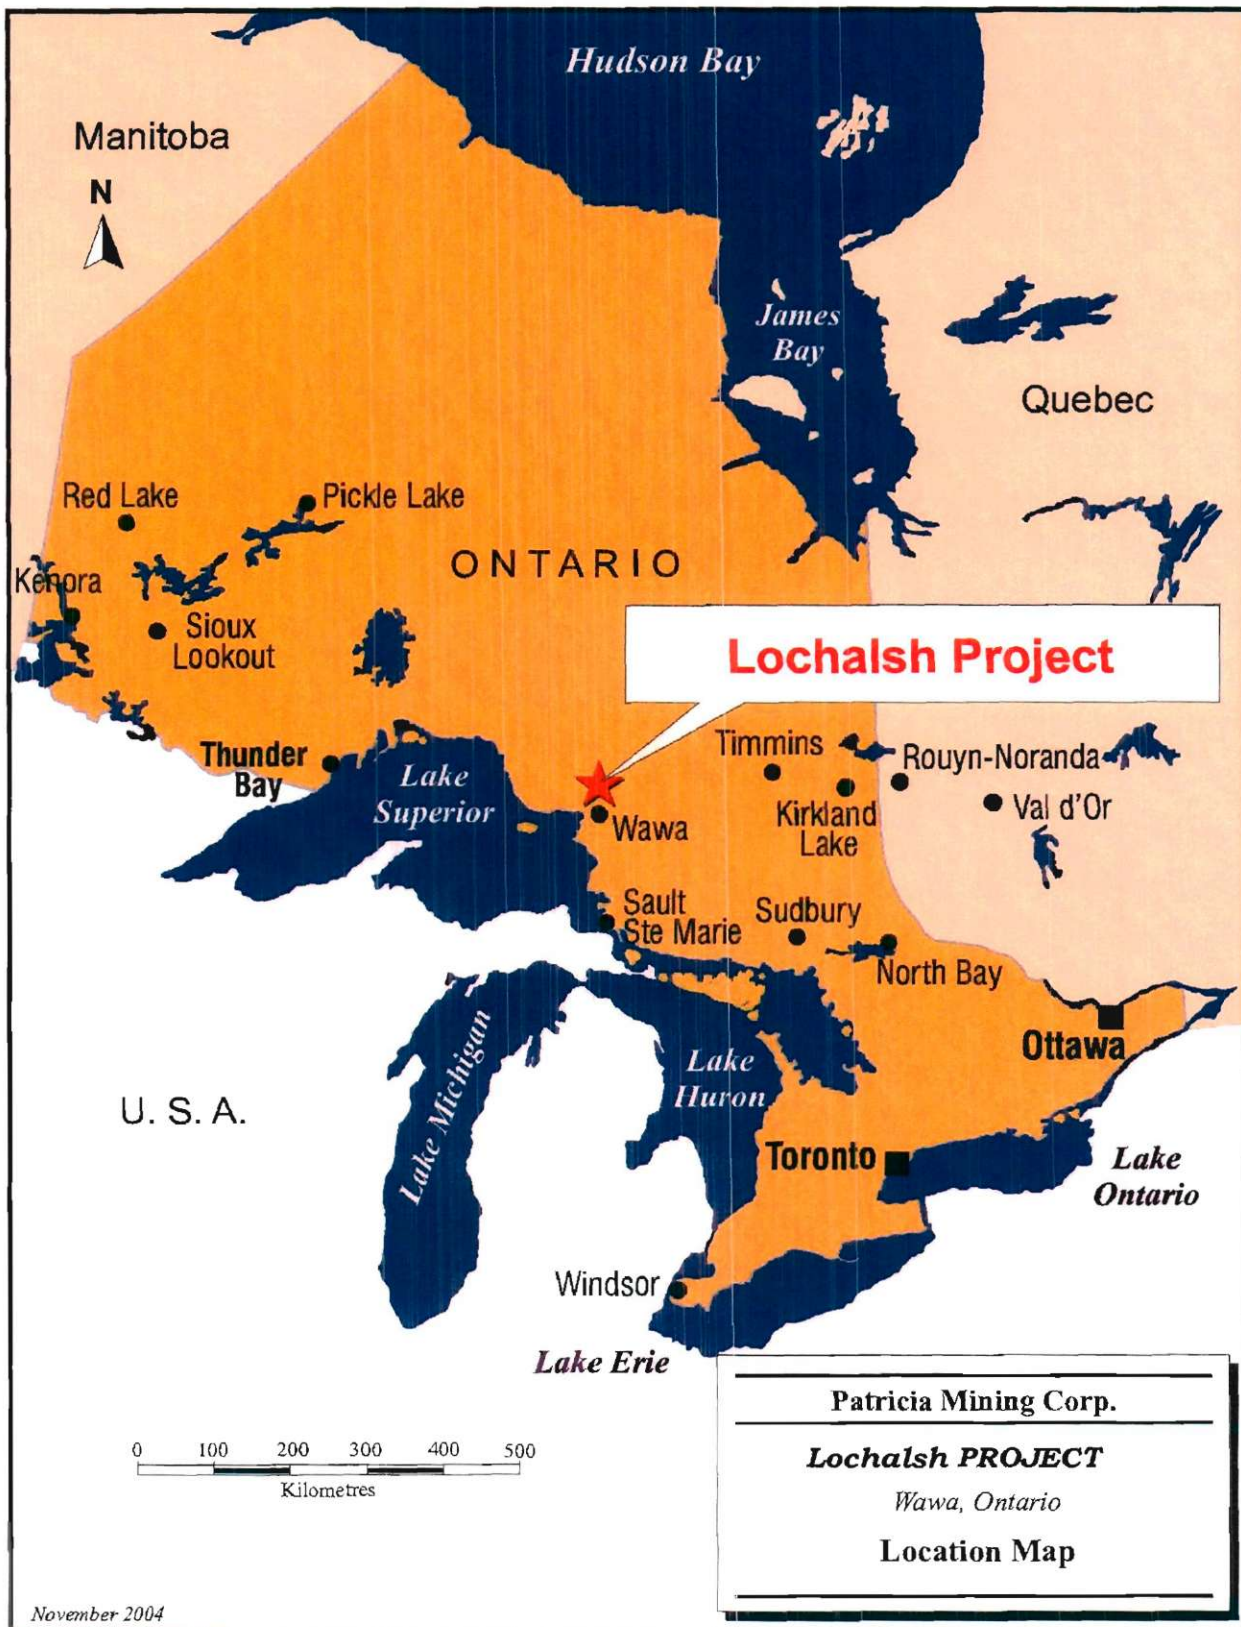 Hudson Bay
Manitoba
N
James
Bay
Quebec
Red Lake
Pickle Lake
ONTARIO
Kenora
Sioux
Lookout
Lochalsh Project
Thunder
Bay
Lake
Superior
Timmins
Rouyn-Noranda
Wawa
Kirkland
Lake
Val d'Or
Sault
Ste Marie
Sudbury
North Bay
Ottawa
Lake Michigan
Lake
Huron
U. S. A.
Toronto
Lake
Ontario
Windsor
Lake Erie
Patricia Mining Corp.
Lochalsh PROJECT
Wawa, Ontario
Location Map
0 100 200 300 400 500
Kilometres
November 2004